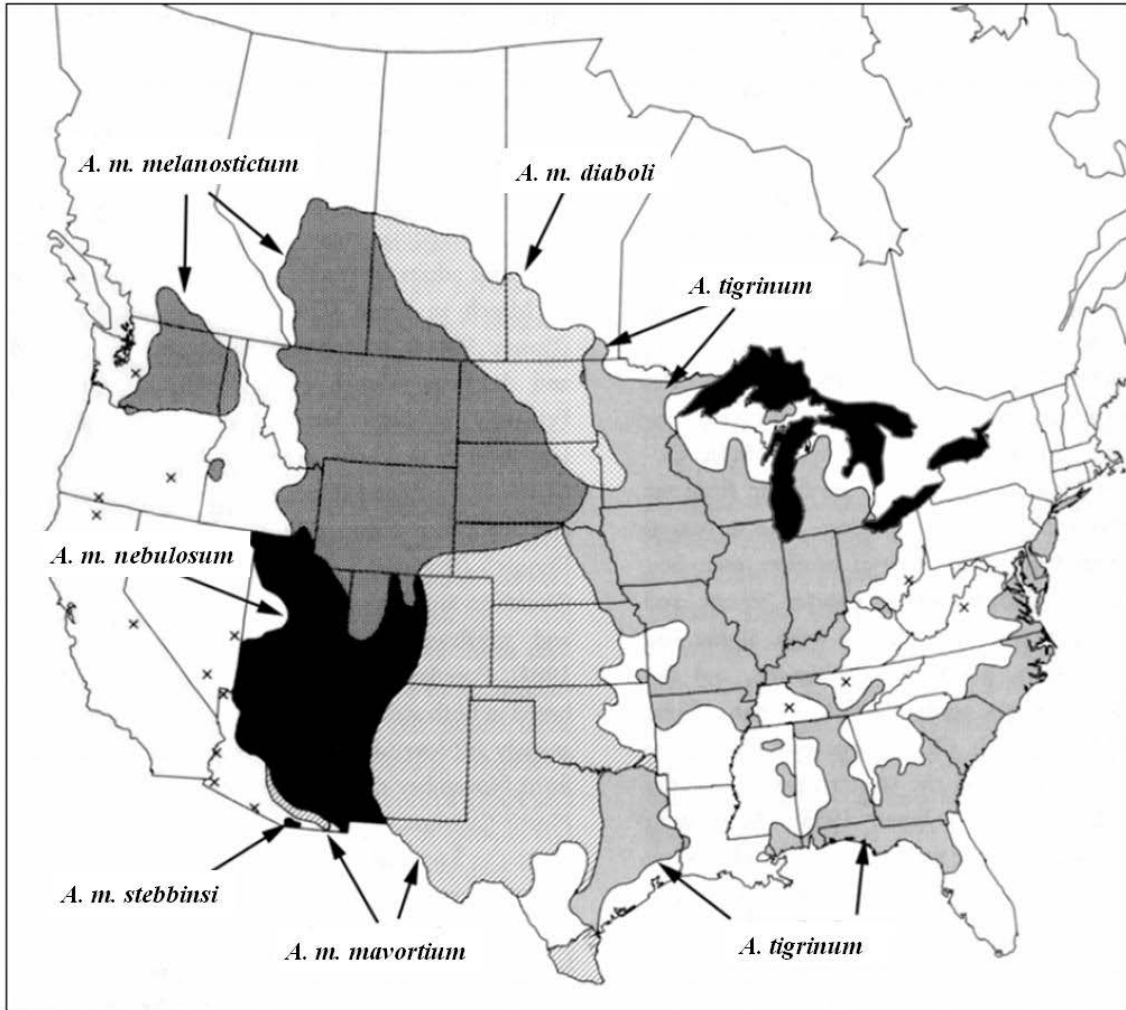 A. m. melanostictum
A. m. diaboli
A. tigrinum
A. m. nebulosum
A. m. stebbinsi
A. m. mavortium
A. tigrinum